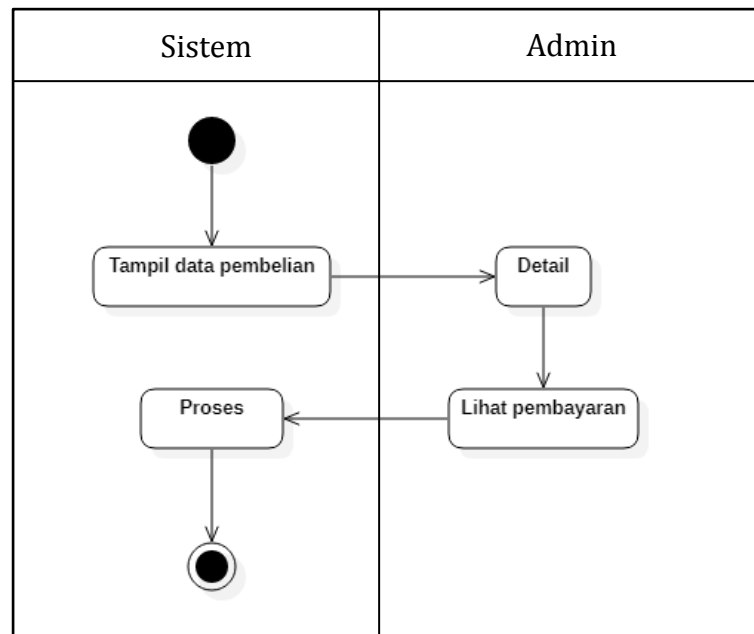 Sistem
Admin
Tampil data pembelian
Detail
Proses
Lihat pembayaran